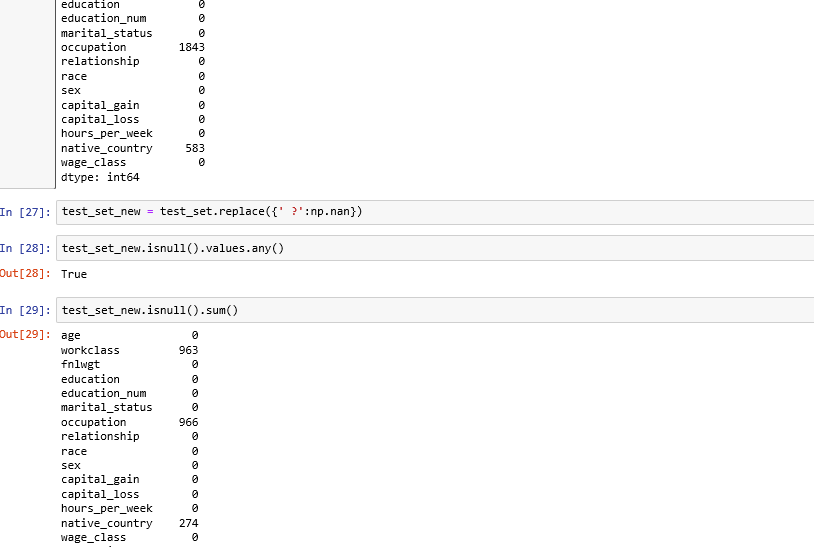 education 0
education_num 0
marital_status 0
occupation 1843
relationship 0
race 0
sex 0
capital_gain 0
capital_loss 0
hours_per_week 0
native_country 583
wage_class 0
dtype: int64
In [27]: test_set_new = test_set.replace({' ?':np.nan})
In [28]: test_set_new.isnull().values.any()
Out[28]: True
In [29]: test_set_new.isnull().sum()
Out[29]: age 0
workclass 963
fnlwgt 0
education 0
education_num 0
marital_status 0
occupation 966
relationship 0
race 0
sex 0
capital_gain 0
capital_loss 0
hours_per_week 0
native_country 274
wage_class 0